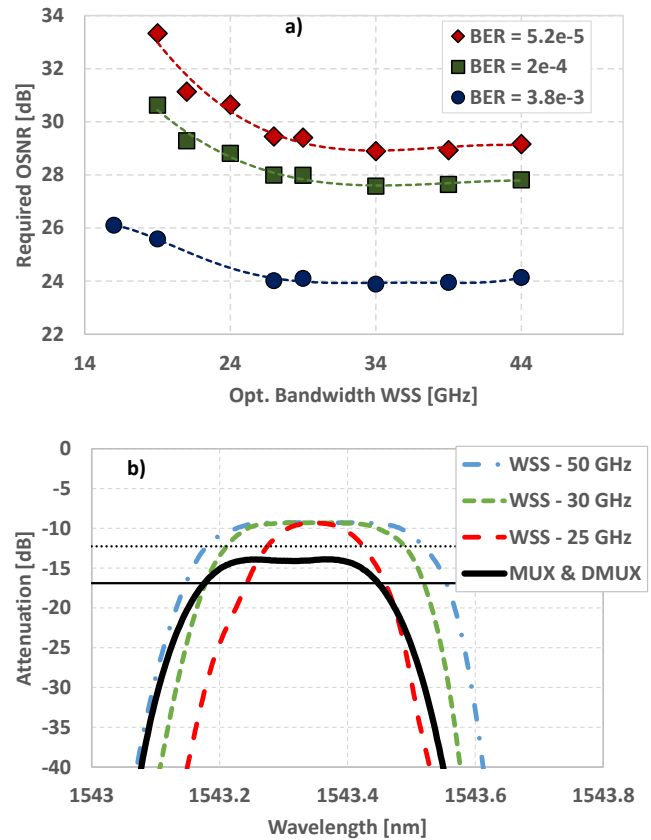 a)
BER = 5.2e-5
BER = 2e-4
BER = 3.8e-3
Required OSNR [dB]
34
32
30
28
26
24
22
14 24 34 44
Opt. Bandwidth WSS [GHz]
b)
WSS - 50 GHz
WSS - 30 GHz
WSS - 25 GHz
MUX & DMUX
Attenuation [dB]
0
-5
-10
-15
-20
-25
-30
-35
-40
1543 1543.2 1543.4 1543.6 1543.8
Wavelength [nm]